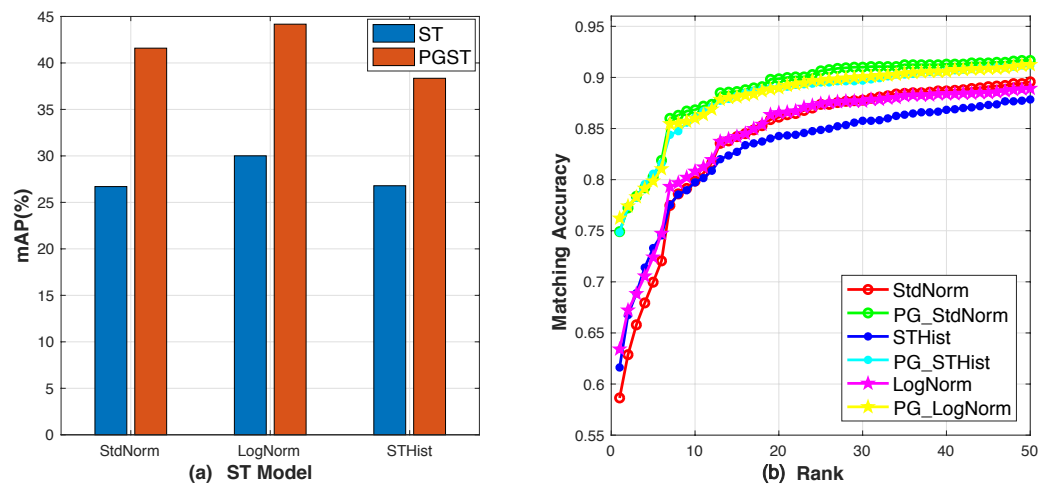 45
40
35
30
25
20
15
10
5
0
mAP(%)
ST
PGST
StdNorm
LogNorm
STHist
(a) ST Model
0.95
0.9
0.85
0.8
0.75
0.7
0.65
0.6
0.55
Matching Accuracy
StdNorm
PG_StdNorm
STHist
PG_STHist
LogNorm
PG_LogNorm
0 10 20 30 40 50
(b) Rank